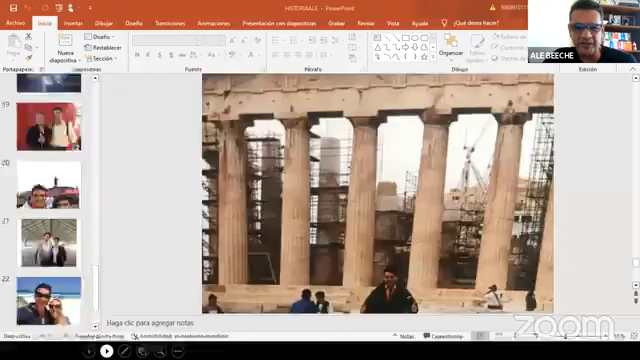 HISTORIAALE - PowerPoint
Archivo Inicio Insertar Dibujar Diseño Transiciones Animaciones Presentación con diapositivas Grabar Revisar Vista Ayuda ¿Qué desea hacer?
Pegar
Nueva diapositiva
Diseño
Restablecer
Sección
Organizar
Estilos
Portapapeles
Diapositivas
Fuente
Párrafo
Dibujo
Edición
ALE BEECHE
19
20
21
22
Haga clic para agregar notas
Notas
Comentarios
zoom